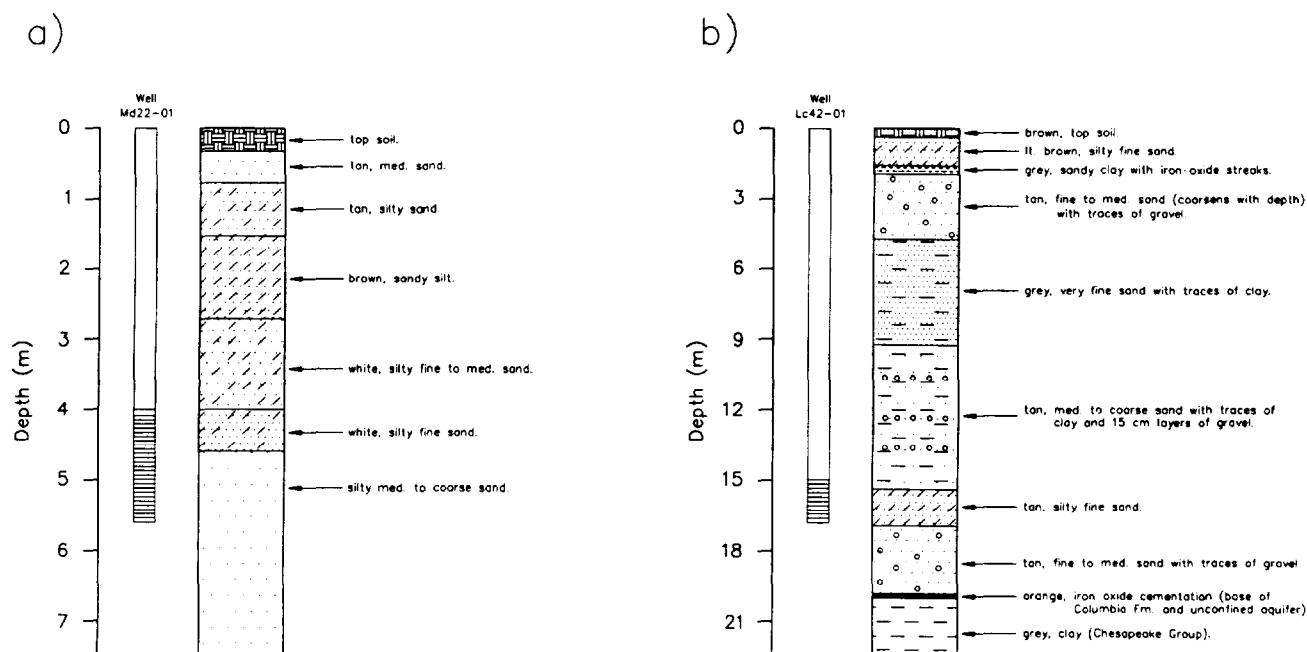 a)
Well
Md22-01
Depth (m)
0
1
2
3
4
5
6
7
top soil.
tan, med. sand.
tan, silty sand.
brown, sandy silt.
white, silty fine to med. sand.
white, silty fine sand.
silty med. to coarse sand.
b)
Well
Lc42-01
Depth (m)
0
3
6
9
12
15
18
21
brown, top soil.
lt. brown, silty fine sand.
grey, sandy clay with iron-oxide streaks.
tan, fine to med. sand (coarsens with depth)
with traces of gravel.
grey, very fine sand with traces of clay.
tan, med. to coarse sand with traces of
clay and 15 cm layers of gravel.
tan, silty fine sand.
tan, fine to med. sand with traces of gravel
orange, iron oxide cementation (base of
Columbia Fm. and unconfined aquifer)
grey, clay (Chesapeake Group).